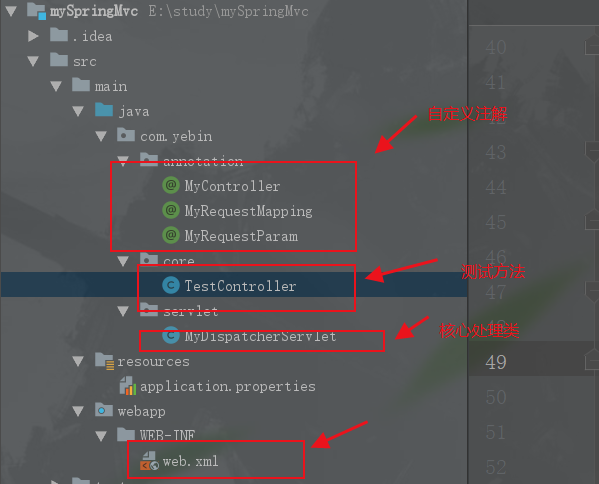 mySpringMvc E:\study\mySpringMvc
.idea
40
src
41
main
java
自定义注解
com.yebin
43
annotation
MyController
44
MyRequestMapping
45
MyRequestParam
46
core
测试方法
TestController
47
servlet
核心处理类
MyDispatcherServlet
resources
49
application.properties
50
webapp
WEB-INF
51
web.xml
52